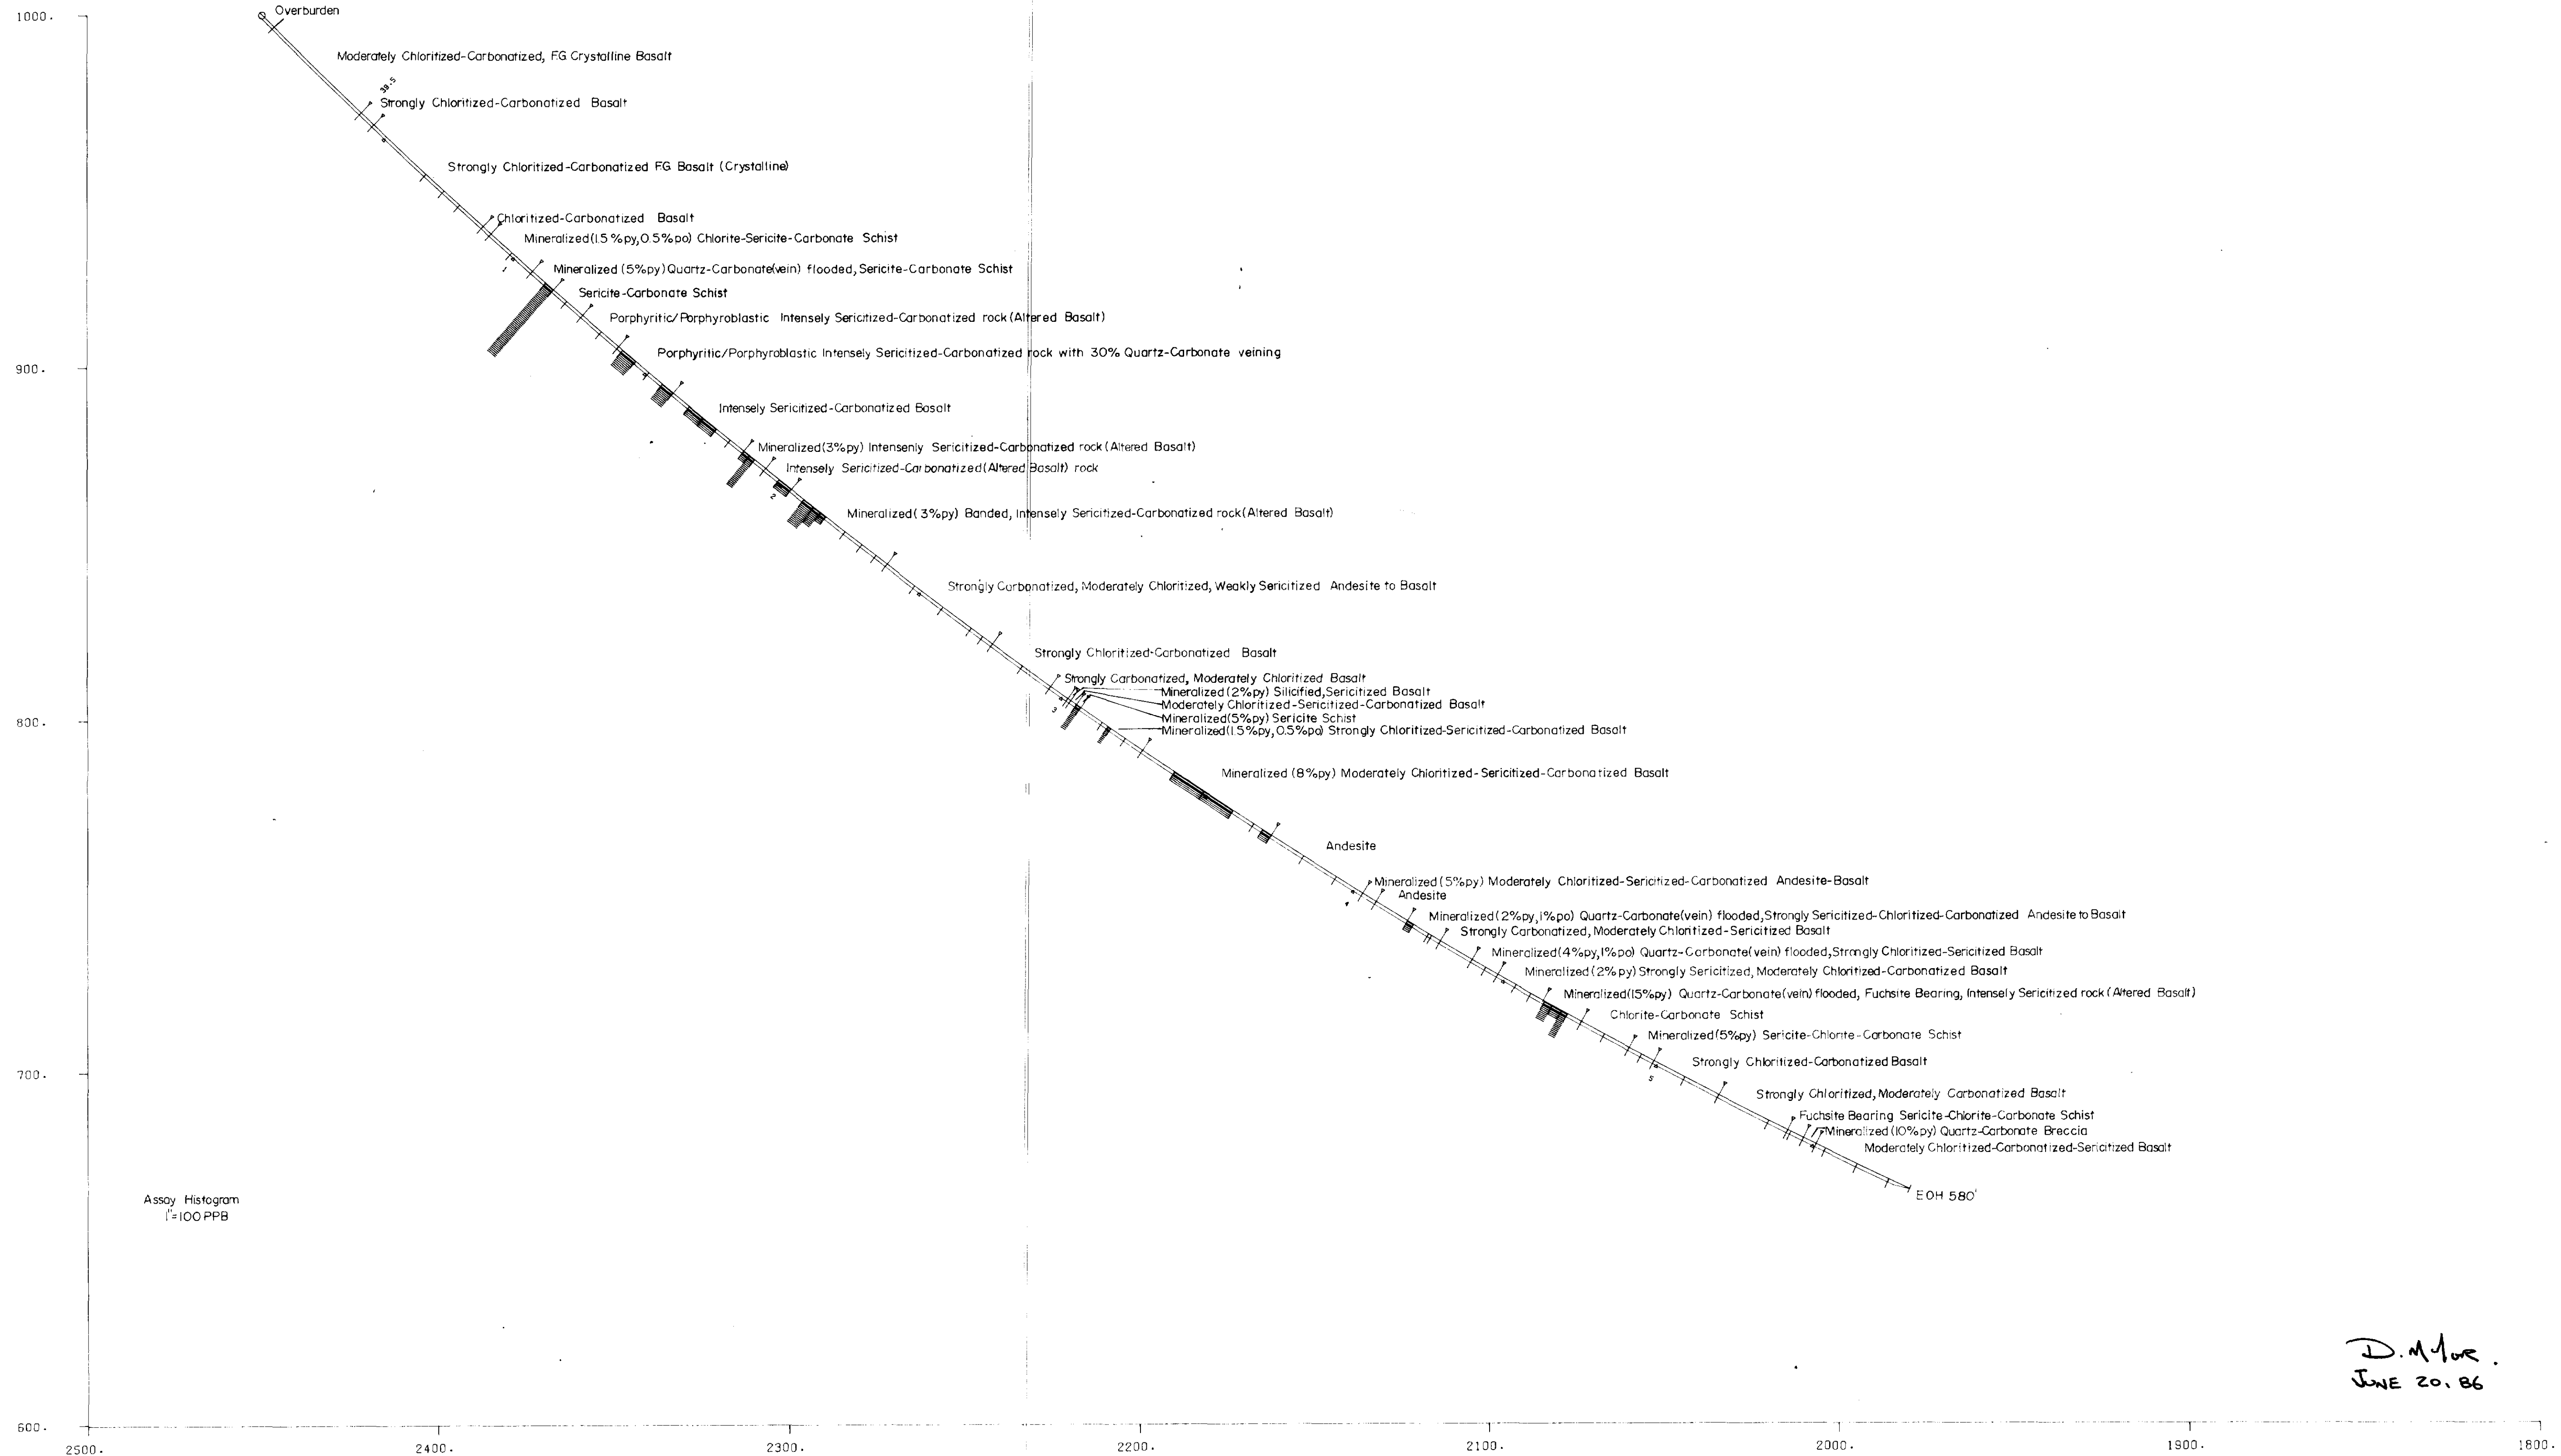 1000.
Overburden
Moderately Chloritized-Carbonatized, F.G Crystalline Basalt
39.5
Strongly Chloritized-Carbonatized Basalt
Strongly Chloritized-Carbonatized F.G Basalt (Crystalline)
Chloritized-Carbonatized Basalt
Mineralized (1.5%py,0.5%po) Chlorite-Sericite-Carbonate Schist
1
Mineralized (5%py) Quartz-Carbonate(vein) flooded, Sericite-Carbonate Schist
Sericite-Carbonate Schist
Porphyritic/Porphyroblastic Intensely Sericitized-Carbonatized rock (Altered Basalt)
Porphyritic/Porphyroblastic Intensely Sericitized-Carbonatized rock with 30% Quartz-Carbonate veining
900.
Intensely Sericitized-Carbonatized Basalt
Mineralized (3%py) Intensenly Sericitized-Carbonatized rock (Altered Basalt)
Intensely Sericitized-Carbonatized (Altered Basalt) rock
2
Mineralized (3%py) Banded, Intensely Sericitized-Carbonatized rock (Altered Basalt)
Strongly Carbonatized, Moderately Chloritized, Weakly Sericitized Andesite to Basalt
Strongly Chloritized-Carbonatized Basalt
Strongly Carbonatized, Moderately Chloritized Basalt
Mineralized (2%py) Silicified, Sericitized Basalt
Moderately Chloritized-Sericitized-Carbonatized Basalt
3
Mineralized (5%py) Sericite Schist
800.
Mineralized (1.5%py,0.5%po) Strongly Chloritized-Sericitized-Carbonatized Basalt
Mineralized (8%py) Moderately Chloritized-Sericitized-Carbonatized Basalt
Andesite
Mineralized (5%py) Moderately Chloritized-Sericitized-Carbonatized Andesite-Basalt
Andesite
4
Mineralized (2%py,1%po) Quartz-Carbonate(vein) flooded, Strongly Sericitized-Chloritized-Carbonatized Andesite to Basalt
Strongly Carbonatized, Moderately Chloritized-Sericitized Basalt
Mineralized (4%py,1%po) Quartz-Carbonate(vein) flooded, Strongly Chloritized-Sericitized Basalt
Mineralized (2%py) Strongly Sericitized, Moderately Chloritized-Carbonatized Basalt
Mineralized (15%py) Quartz-Carbonate(vein) flooded, Fuchsite Bearing, Intensely Sericitized rock (Altered Basalt)
Chlorite-Carbonate Schist
Mineralized (5%py) Sericite-Chlorite-Carbonate Schist
Strongly Chloritized-Carbonatized Basalt
700.
5
Strongly Chloritized, Moderately Carbonatized Basalt
Fuchsite Bearing Sericite-Chlorite-Carbonate Schist
Mineralized (10%py) Quartz-Carbonate Breccia
Moderately Chloritized-Carbonatized-Sericitized Basalt
EOH 580'
Assay Histogram
1"=100 PPB
JUNE 20. 86
600.
2500. 2400. 2300. 2200. 2100. 2000. 1900. 1800.